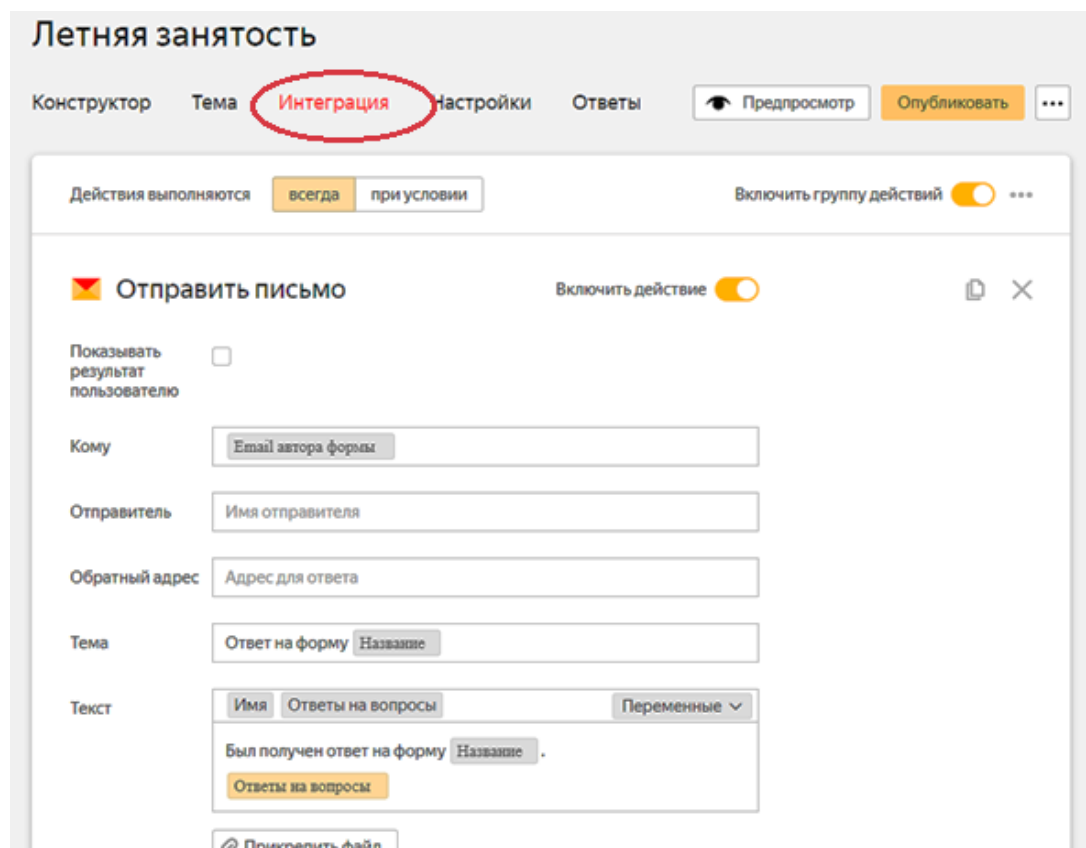 Летняя занятость
Конструктор Тема Интеграция Настройки Ответы Предпросмотр Опубликовать
Действия выполняются всегда при условии Включить группу действий
Отправить письмо Включить действие
Показывать
результат
пользователю
Кому Email автора формы
Отправитель Имя отправителя
Обратный адрес Адрес для ответа
Тема Ответ на форму Название
Текст Имя Ответы на вопросы Переменные
Был получен ответ на форму Название .
Ответы на вопросы
Прикрепить файл